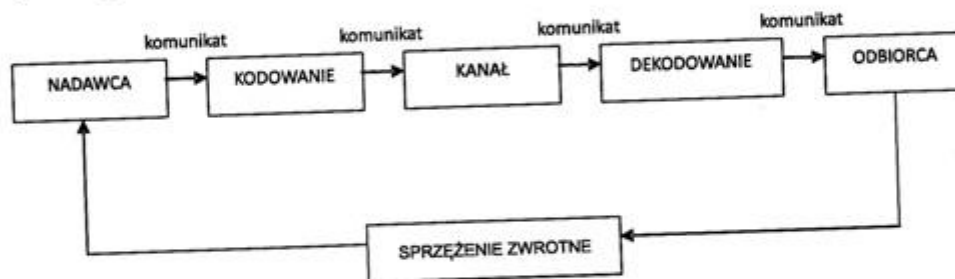 komunikat
komunikat
komunikat
komunikat
NADAWCA
KODOWANIE
KANAŁ
DEKODOWANIE
ODBIORCA
SPRZĘŻENIE ZWROTNE